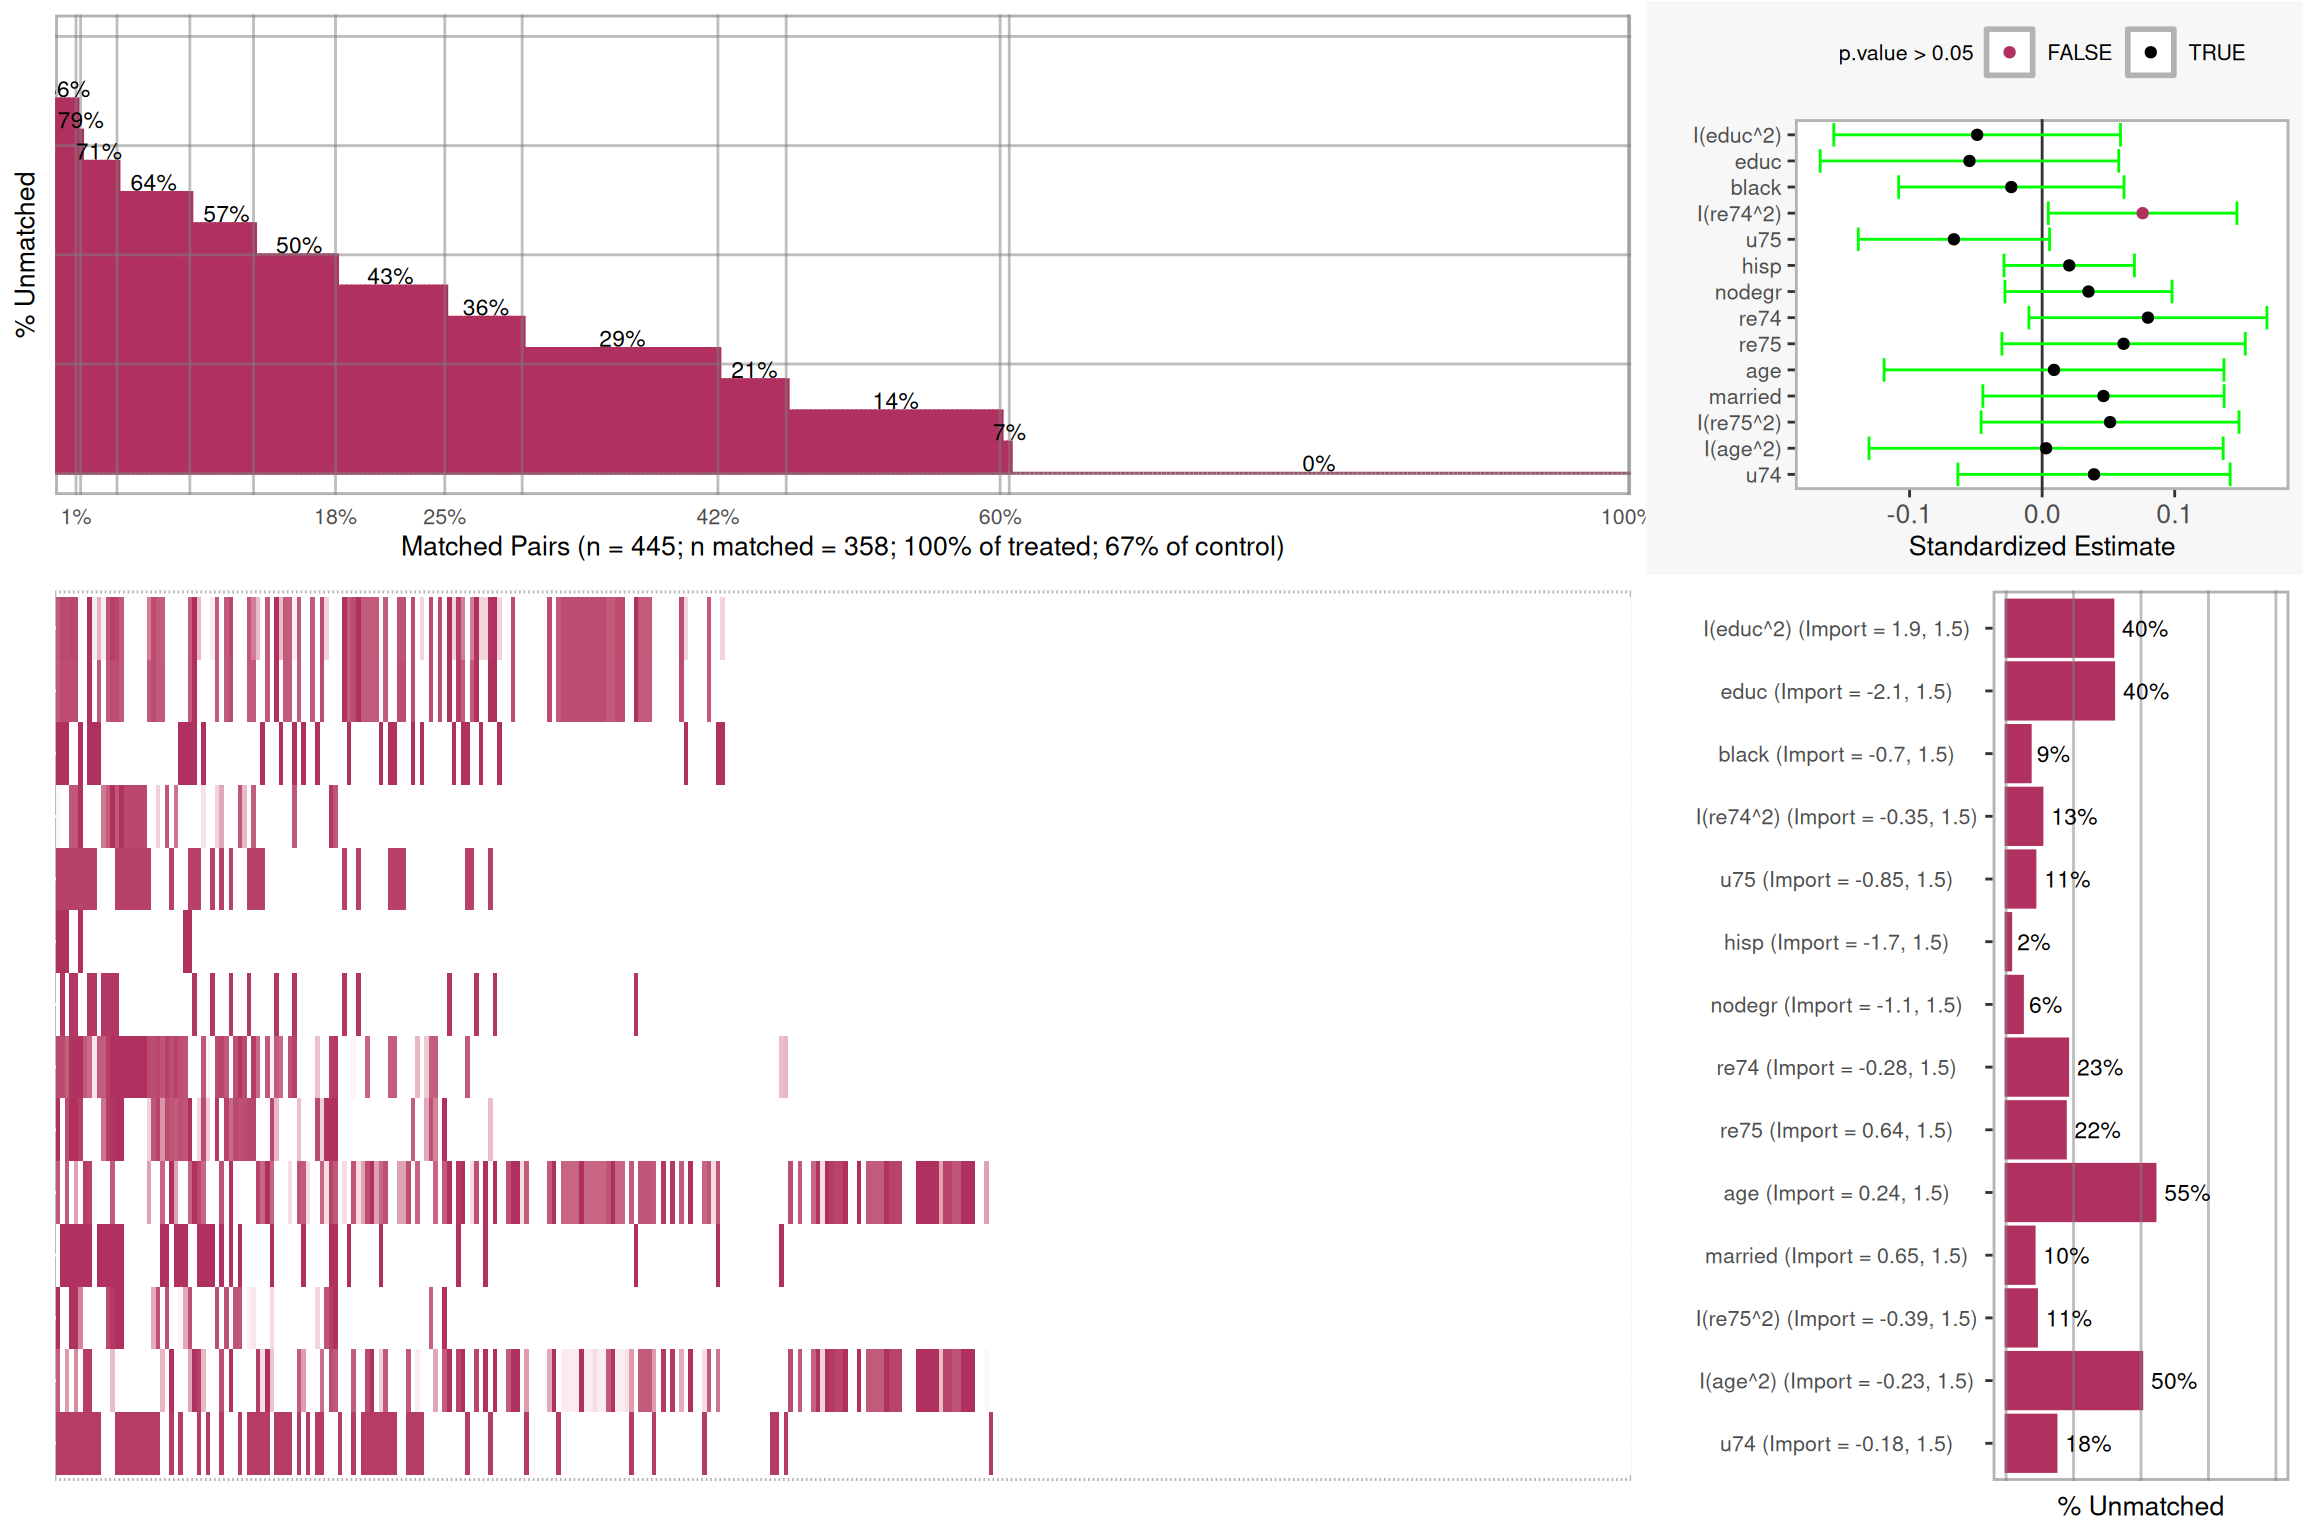 p.value > 0.05 FALSE TRUE
% Unmatched
6%
79%
71%
64%
57%
50%
43%
36%
29%
21%
14%
7%
0%
1% 18% 25% 42% 60% 100%
Matched Pairs (n = 445; n matched = 358; 100% of treated; 67% of control)
I(educ^2)
educ
black
I(re74^2)
u75
hisp
nodegr
re74
re75
age
married
I(re75^2)
I(age^2)
u74
-0.1 0.0 0.1
Standardized Estimate
I(educ^2) (Import = 1.9, 1.5) 40%
educ (Import = -2.1, 1.5) 40%
black (Import = -0.7, 1.5) 9%
I(re74^2) (Import = -0.35, 1.5) 13%
u75 (Import = -0.85, 1.5) 11%
hisp (Import = -1.7, 1.5) 2%
nodegr (Import = -1.1, 1.5) 6%
re74 (Import = -0.28, 1.5) 23%
re75 (Import = 0.64, 1.5) 22%
age (Import = 0.24, 1.5) 55%
married (Import = 0.65, 1.5) 10%
I(re75^2) (Import = -0.39, 1.5) 11%
I(age^2) (Import = -0.23, 1.5) 50%
u74 (Import = -0.18, 1.5) 18%
% Unmatched